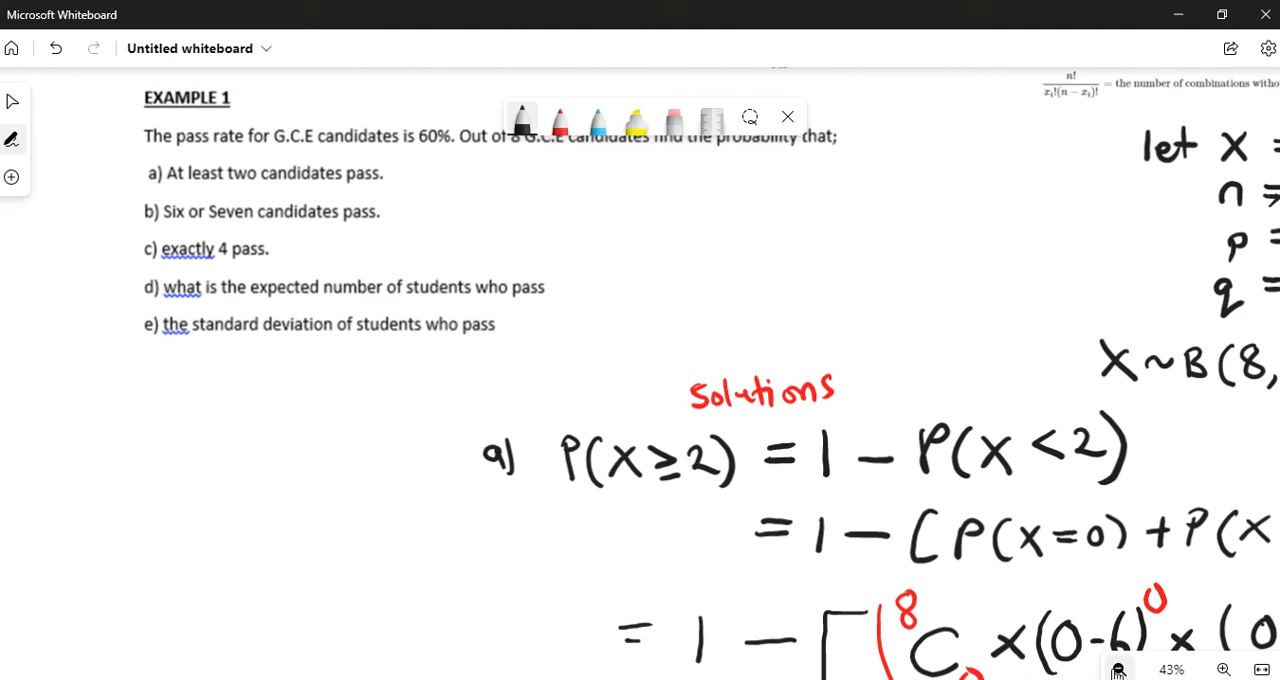 Microsoft Whiteboard
Untitled whiteboard
n!
xᵢ!(n − xᵢ)! = the number of combinations witho
EXAMPLE 1
The pass rate for G.C.E candidates is 60%. Out of 8 G.C.E candidates find the probability that;
a) At least two candidates pass.
b) Six or Seven candidates pass.
c) exactly 4 pass.
d) what is the expected number of students who pass
e) the standard deviation of students who pass
let X =
n =
p =
q =
X ~ B(8,
Solutions
a) P(X ≥ 2) = 1 − P(X < 2)
= 1 − [P(X = 0) + P(X
= 1 − [(⁸C₀ × (0.6)⁰ × (0
43%